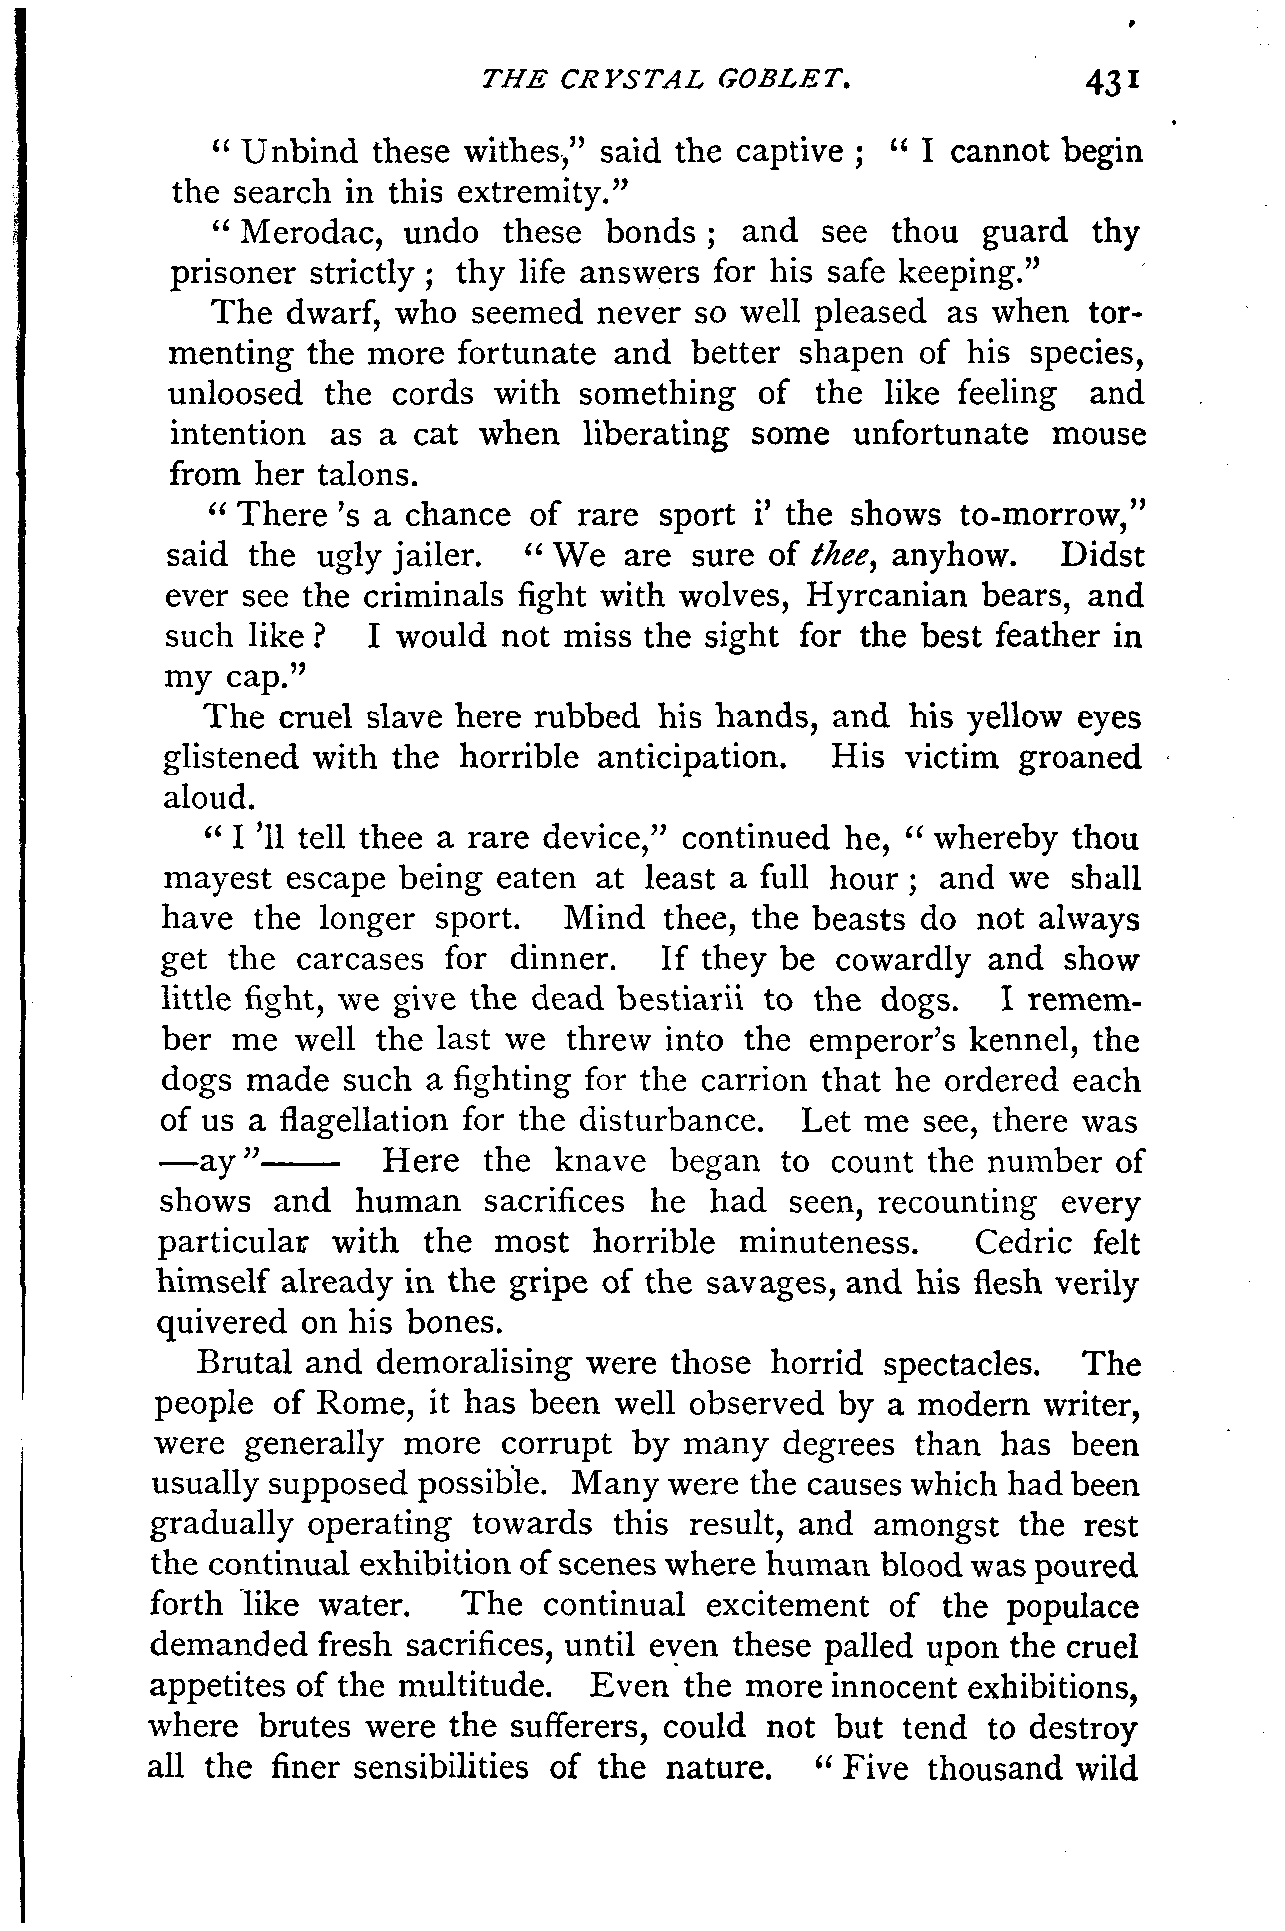 THE CRYSTAL GOBLET. 431
“ Unbind these withes,” said the captive ; “ I cannot begin
the search in this extremity.”
“ Merodac, undo these bonds ; and see thou guard thy
prisoner strictly ; thy life answers for his safe keeping.”
The dwarf, who seemed never so well pleased as when tor-
menting the more fortunate and better shapen of his species,
unloosed the cords with something of the like feeling and
intention as a cat when liberating some unfortunate mouse
from her talons.
“ There 's a chance of rare sport i' the shows to-morrow,”
said the ugly jailer. “ We are sure of thee, anyhow. Didst
ever see the criminals fight with wolves, Hyrcanian bears, and
such like ? I would not miss the sight for the best feather in
my cap.”
The cruel slave here rubbed his hands, and his yellow eyes
glistened with the horrible anticipation. His victim groaned
aloud.
“ I 'll tell thee a rare device,” continued he, “ whereby thou
mayest escape being eaten at least a full hour ; and we shall
have the longer sport. Mind thee, the beasts do not always
get the carcases for dinner. If they be cowardly and show
little fight, we give the dead bestiarii to the dogs. I remem-
ber me well the last we threw into the emperor's kennel, the
dogs made such a fighting for the carrion that he ordered each
of us a flagellation for the disturbance. Let me see, there was
—ay ”—— Here the knave began to count the number of
shows and human sacrifices he had seen, recounting every
particular with the most horrible minuteness. Cedric felt
himself already in the gripe of the savages, and his flesh verily
quivered on his bones.
Brutal and demoralising were those horrid spectacles. The
people of Rome, it has been well observed by a modern writer,
were generally more corrupt by many degrees than has been
usually supposed possible. Many were the causes which had been
gradually operating towards this result, and amongst the rest
the continual exhibition of scenes where human blood was poured
forth like water. The continual excitement of the populace
demanded fresh sacrifices, until even these palled upon the cruel
appetites of the multitude. Even the more innocent exhibitions,
where brutes were the sufferers, could not but tend to destroy
all the finer sensibilities of the nature. “ Five thousand wild